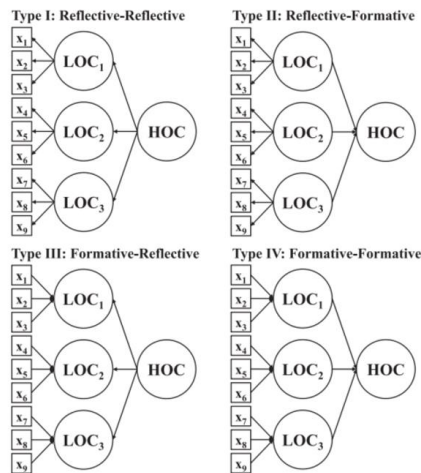 Type I: Reflective-Reflective
x1
x2
x3
x4
x5
x6
x7
x8
x9
LOC1
LOC2
LOC3
HOC
Type II: Reflective-Formative
x1
x2
x3
x4
x5
x6
x7
x8
x9
LOC1
LOC2
LOC3
HOC
Type III: Formative-Reflective
x1
x2
x3
x4
x5
x6
x7
x8
x9
LOC1
LOC2
LOC3
HOC
Type IV: Formative-Formative
x1
x2
x3
x4
x5
x6
x7
x8
x9
LOC1
LOC2
LOC3
HOC